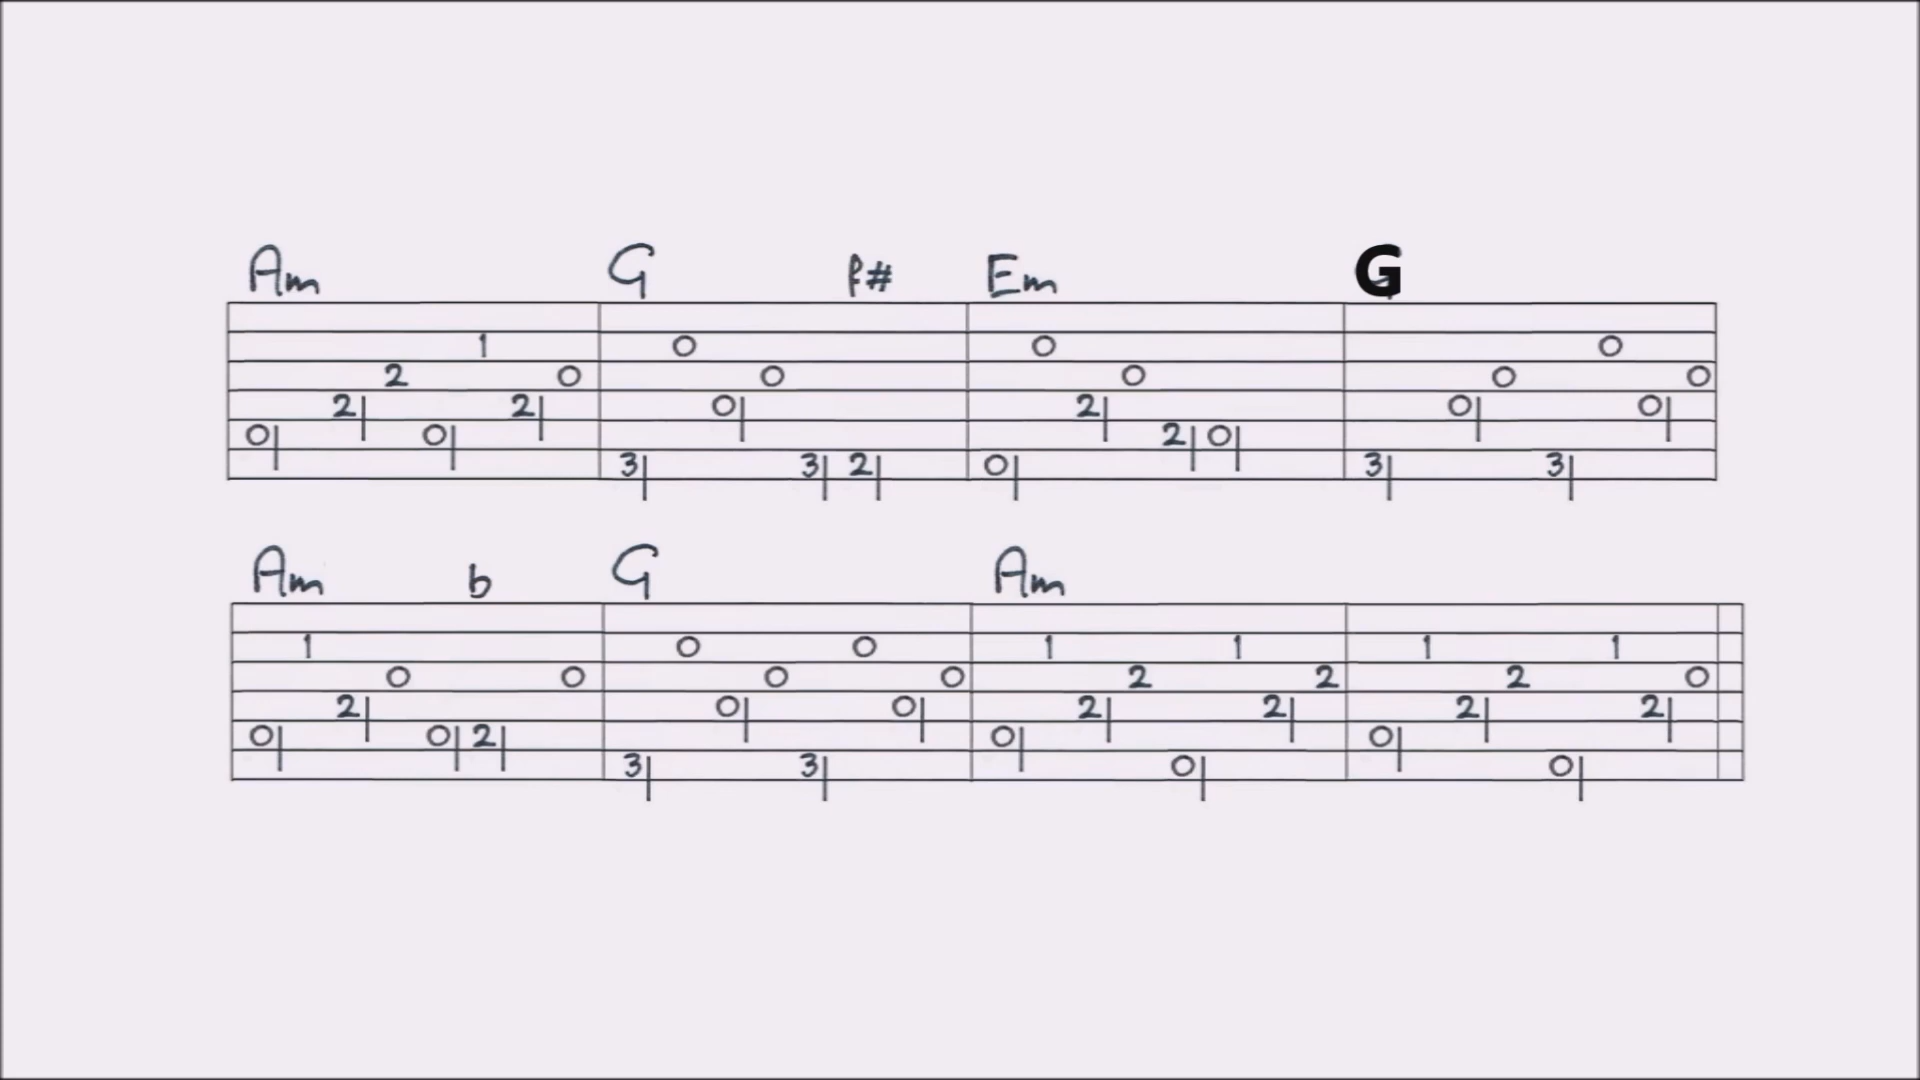 Am G f# Em G
1 0 0 0
2 0 0 0 0 0
2 2 0 2 0 0
0 0 2 0
3 3 2 0 3 3
Am b G
Am
1 0 0 1 1 1 1
0 0 0 0 2 2 2 0
2 0 0 2 2 2 2
0 0 2 0 0
3 3 0 0